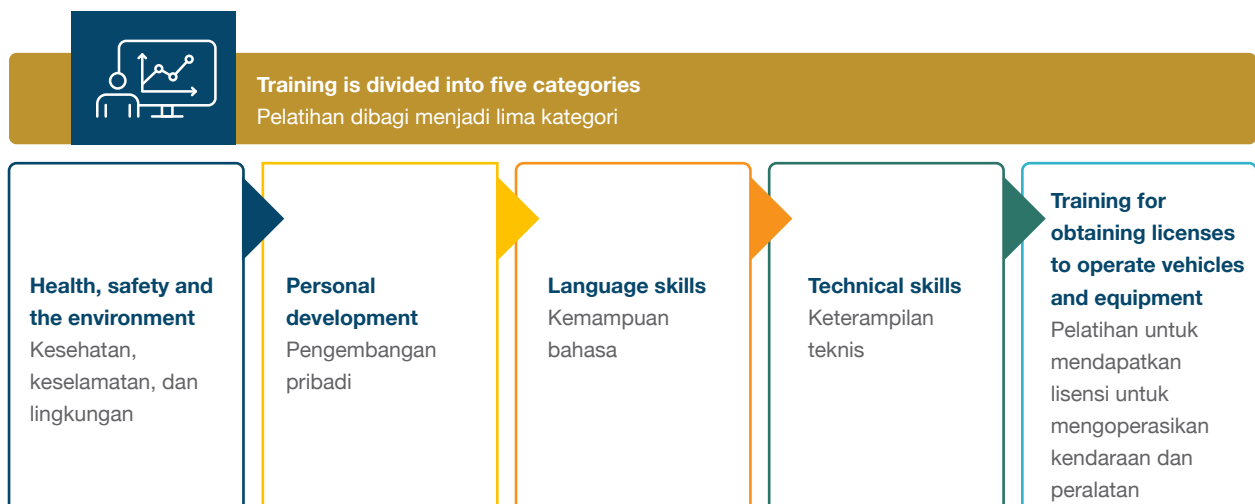 Training is divided into five categories
Pelatihan dibagi menjadi lima kategori
Health, safety and
the environment
Kesehatan,
keselamatan, dan
lingkungan
Personal
development
Pengembangan
pribadi
Language skills
Kemampuan
bahasa
Technical skills
Keterampilan
teknis
Training for
obtaining licenses
to operate vehicles
and equipment
Pelatihan untuk
mendapatkan
lisensi untuk
mengoperasikan
kendaraan dan
peralatan